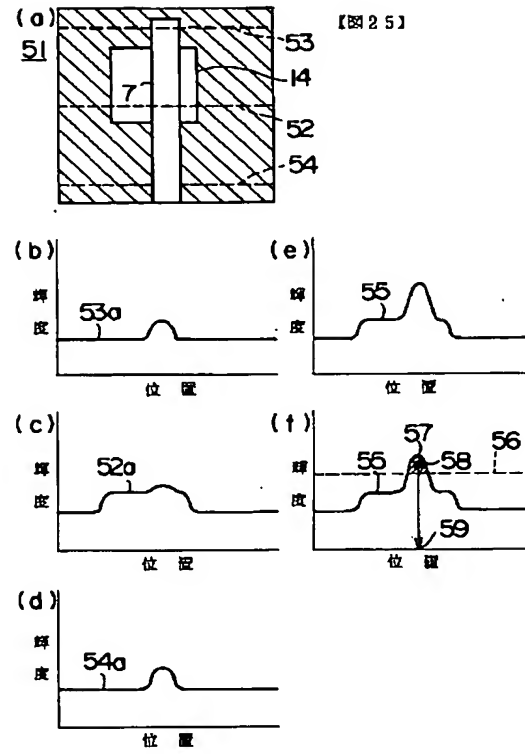 (a)
【図25】
51
53
14
7
52
54
(b)
輝度
53a
位置
(e)
輝度
55
位置
(c)
輝度
52a
位置
(f)
輝度
57
56
58
55
59
位置
(d)
輝度
54a
位置